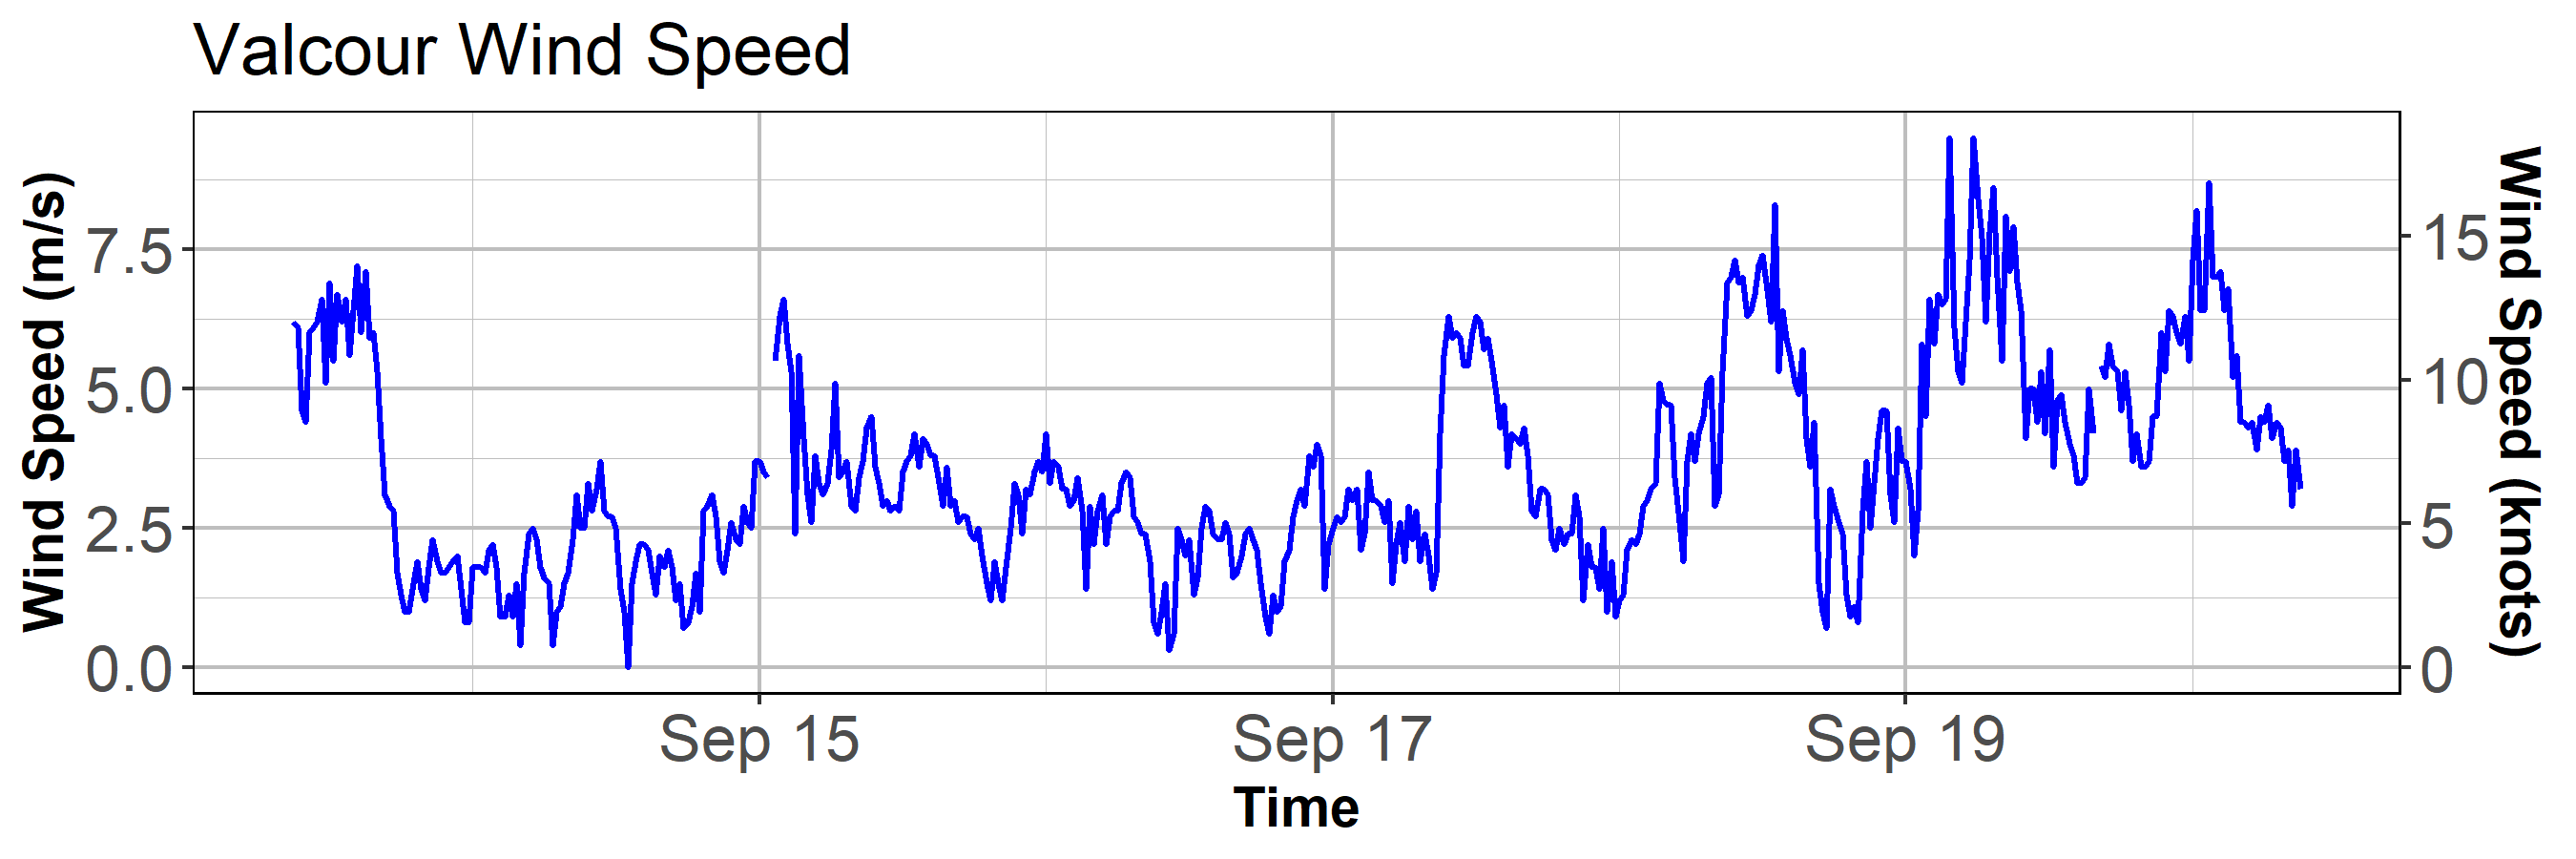 Valcour Wind Speed
Wind Speed (m/s)
7.5
5.0
2.5
0.0
15
10
5
0
Wind Speed (knots)
Sep 15
Sep 17
Sep 19
Time